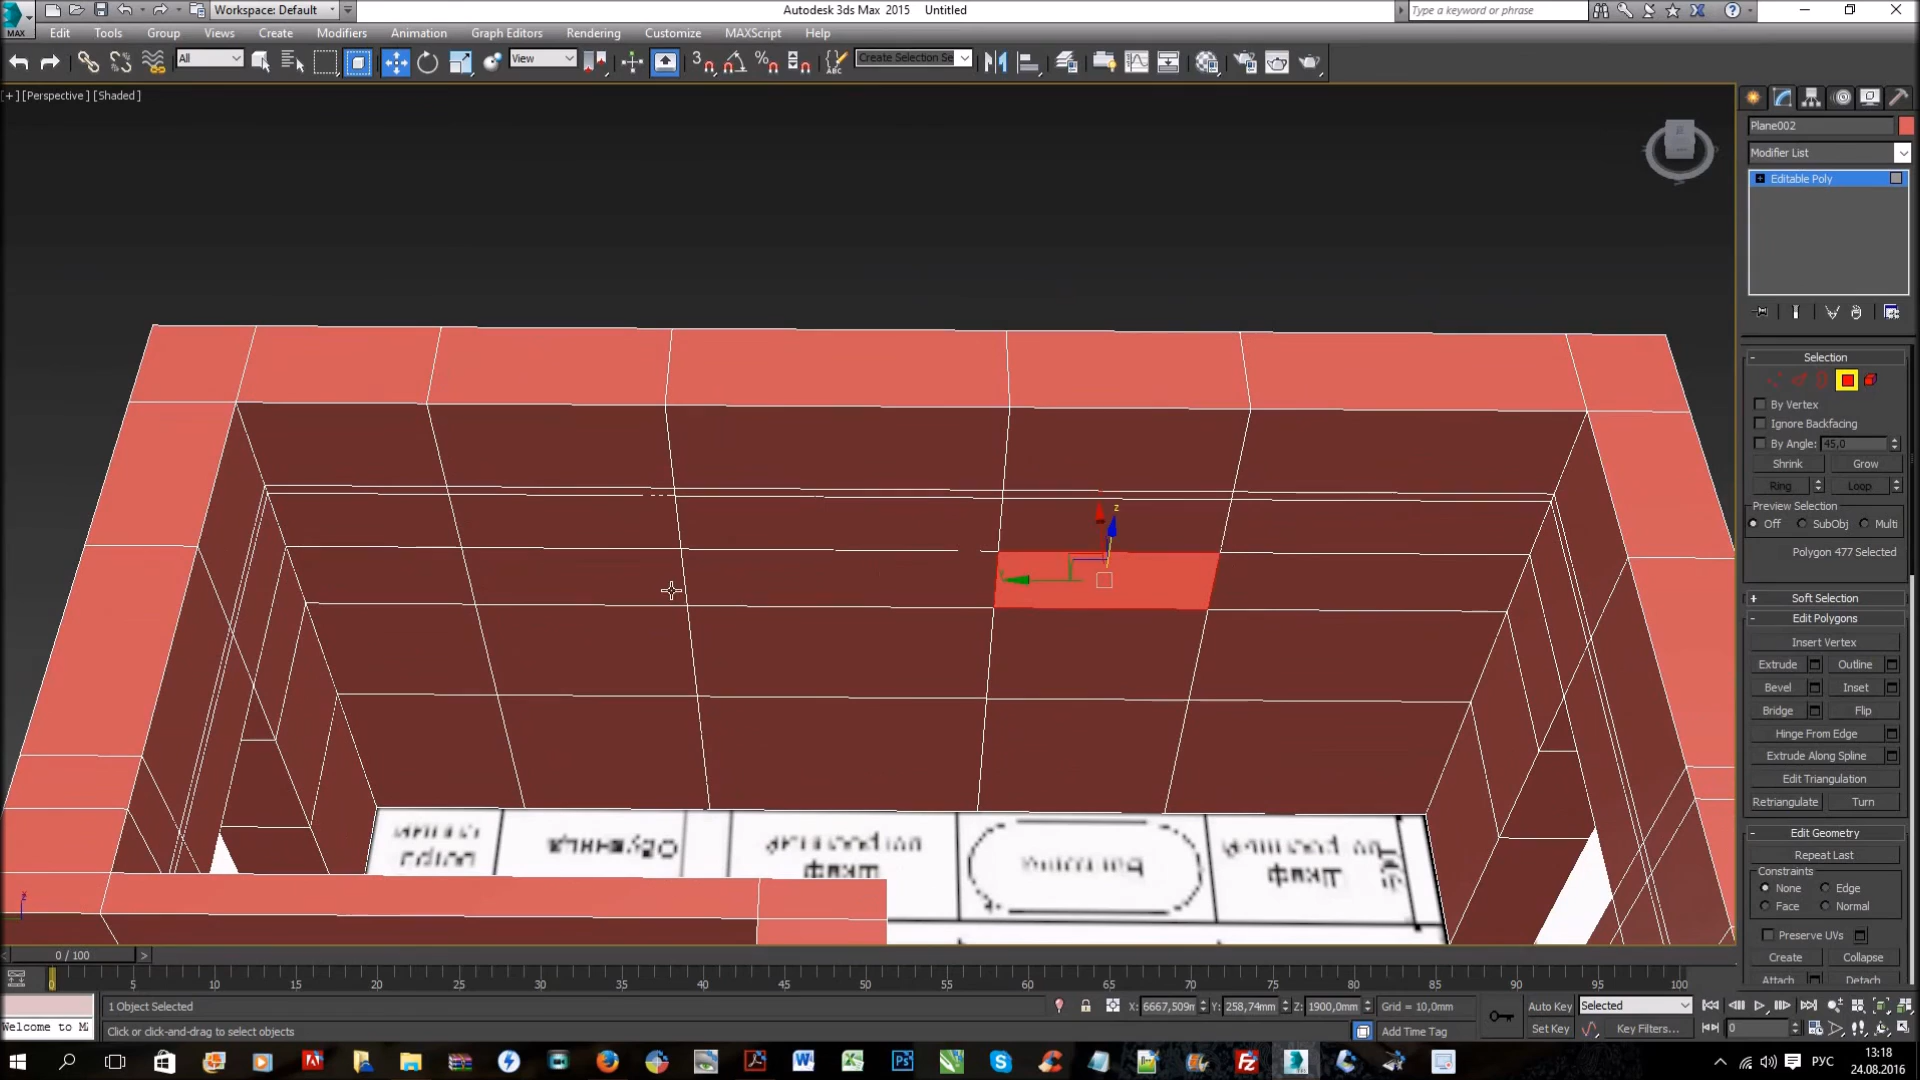 Workspace: Default
Autodesk 3ds Max 2015 Untitled
Type a keyword or phrase
MAX
Edit Tools Group Views Create Modifiers Animation Graph Editors Rendering Customize MAXScript Help
All
View
Create Selection Se
[+] [Perspective] [Shaded]
Plane002
Modifier List
Editable Poly
Selection
By Vertex
Ignore Backfacing
By Angle: 45,0
Shrink Grow
Ring Loop
Preview Selection
Off SubObj Multi
Polygon 477 Selected
Soft Selection
Edit Polygons
Insert Vertex
Extrude Outline
Bevel Inset
Bridge Flip
Hinge From Edge
Extrude Along Spline
Edit Triangulation
Retriangulate Turn
Edit Geometry
Repeat Last
Constraints
None Edge
Face Normal
Preserve UVs
Create Collapse
Attach Detach
z
0 / 100
0 5 10 15 20 25 30 35 40 45 50 55 60 65 70 75 80 85 90 95 100
1 Object Selected
X: 6667,509m Y: 258,74mm Z: 1900,0mm Grid = 10,0mm
Auto Key Selected
Welcome to M
Click or click-and-drag to select objects
Add Time Tag
Set Key Key Filters... 0
РУС
13:18
24.08.2016